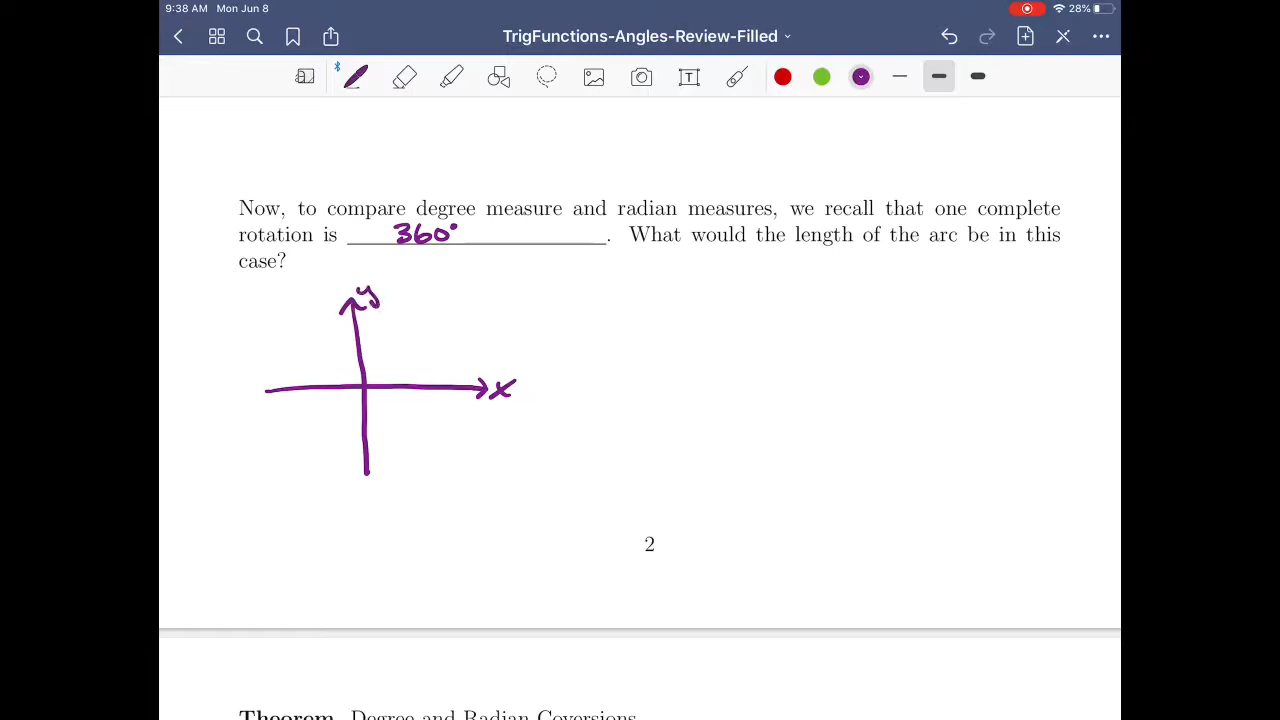 9:38 AM Mon Jun 8 28%
TrigFunctions-Angles-Review-Filled
T
Now, to compare degree measure and radian measures, we recall that one complete
rotation is 360°. What would the length of the arc be in this
case?
y
x
2
Theorem Degree and Radian Coversions